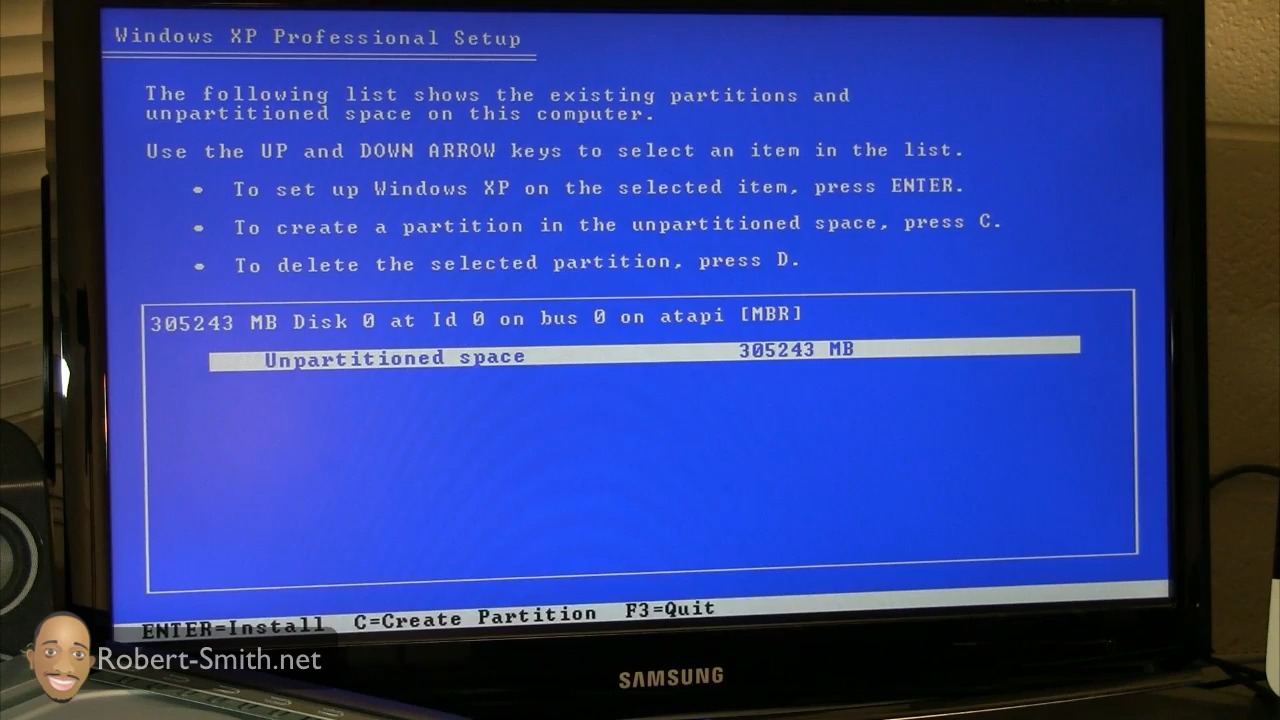 Windows XP Professional Setup
The following list shows the existing partitions and
unpartitioned space on this computer.
Use the UP and DOWN ARROW keys to select an item in the list.
• To set up Windows XP on the selected item, press ENTER.
• To create a partition in the unpartitioned space, press C.
• To delete the selected partition, press D.
305243 MB Disk 0 at Id 0 on bus 0 on atapi [MBR]
Unpartitioned space 305243 MB
ENTER=Install C=Create Partition F3=Quit
Robert-Smith.net
SAMSUNG